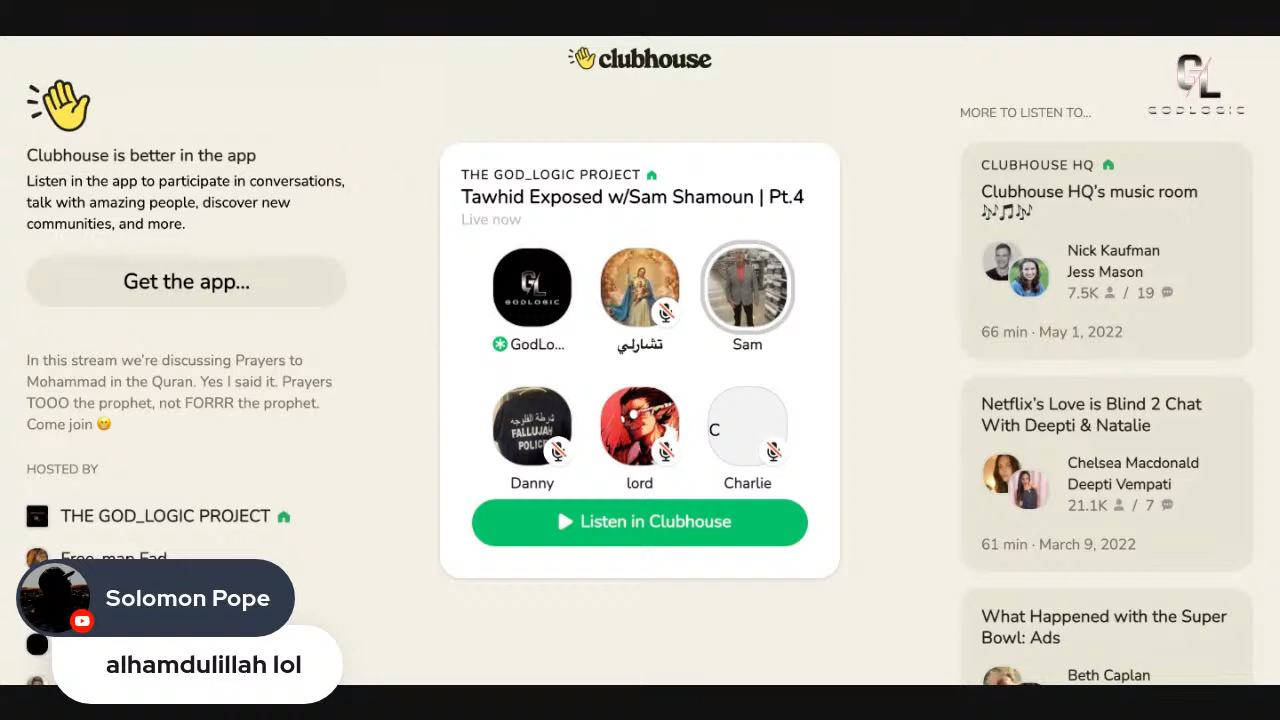 clubhouse
GL
GODLOGIC
Clubhouse is better in the app
Listen in the app to participate in conversations,
talk with amazing people, discover new
communities, and more.
Get the app...
In this stream we're discussing Prayers to
Mohammad in the Quran. Yes I said it. Prayers
TOOO the prophet, not FORRR the prophet.
Come join 😁
HOSTED BY
THE GOD_LOGIC PROJECT
Solomon Pope
alhamdulillah lol
THE GOD_LOGIC PROJECT
Tawhid Exposed w/Sam Shamoun | Pt.4
Live now
GL
GODLOGIC
GodLo...
تشارلي
Sam
شرطة الفلوجه
FALLUJAH
POLICE
Danny
lord
C
Charlie
Listen in Clubhouse
MORE TO LISTEN TO...
CLUBHOUSE HQ
Clubhouse HQ's music room
🎶🎵🎶
Nick Kaufman
Jess Mason
7.5K / 19
66 min · May 1, 2022
Netflix's Love is Blind 2 Chat
With Deepti & Natalie
Chelsea Macdonald
Deepti Vempati
21.1K / 7
61 min · March 9, 2022
What Happened with the Super
Bowl: Ads
Beth Caplan